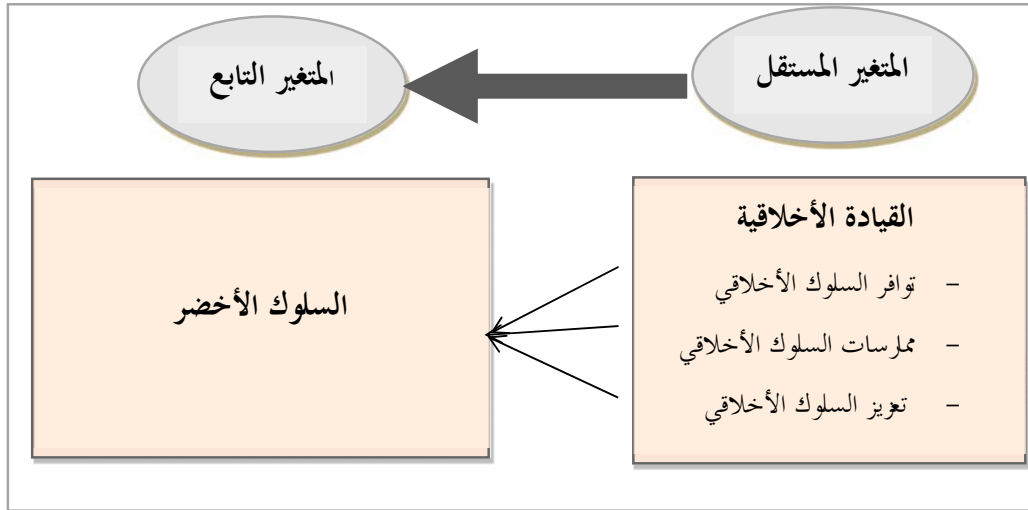 المتغير المستقل
المتغير التابع
القيادة الأخلاقية
- توافر السلوك الأخلاقي
- ممارسات السلوك الأخلاقي
- تعزيز السلوك الأخلاقي
السلوك الأخضر